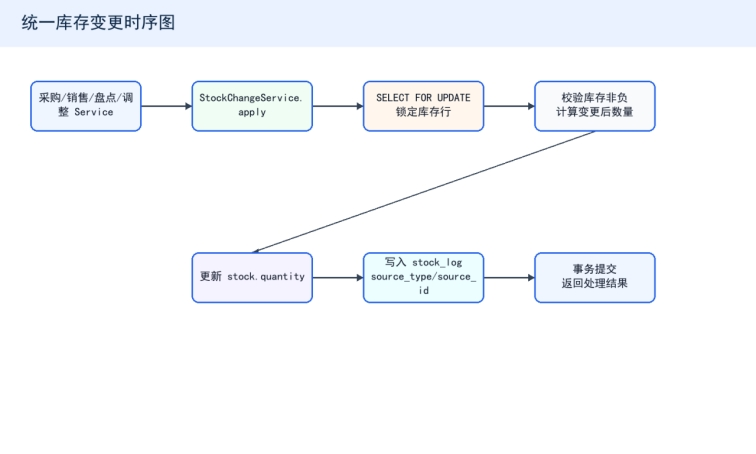 统一库存变更时序图
采购/销售/盘点/调
整 Service
StockChangeService.
apply
SELECT FOR UPDATE
锁定库存行
校验库存非负
计算变更后数量
更新 stock.quantity
写入 stock_log
source_type/source_
id
事务提交
返回处理结果